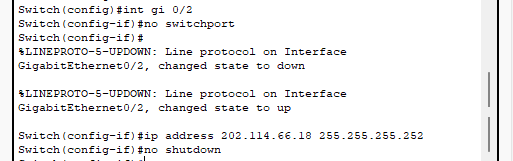 Switch(config)#int gi 0/2
Switch(config-if)#no switchport
Switch(config-if)#
%LINEPROTO-5-UPDOWN: Line protocol on Interface
GigabitEthernet0/2, changed state to down
%LINEPROTO-5-UPDOWN: Line protocol on Interface
GigabitEthernet0/2, changed state to up
Switch(config-if)#ip address 202.114.66.18 255.255.255.252
Switch(config-if)#no shutdown